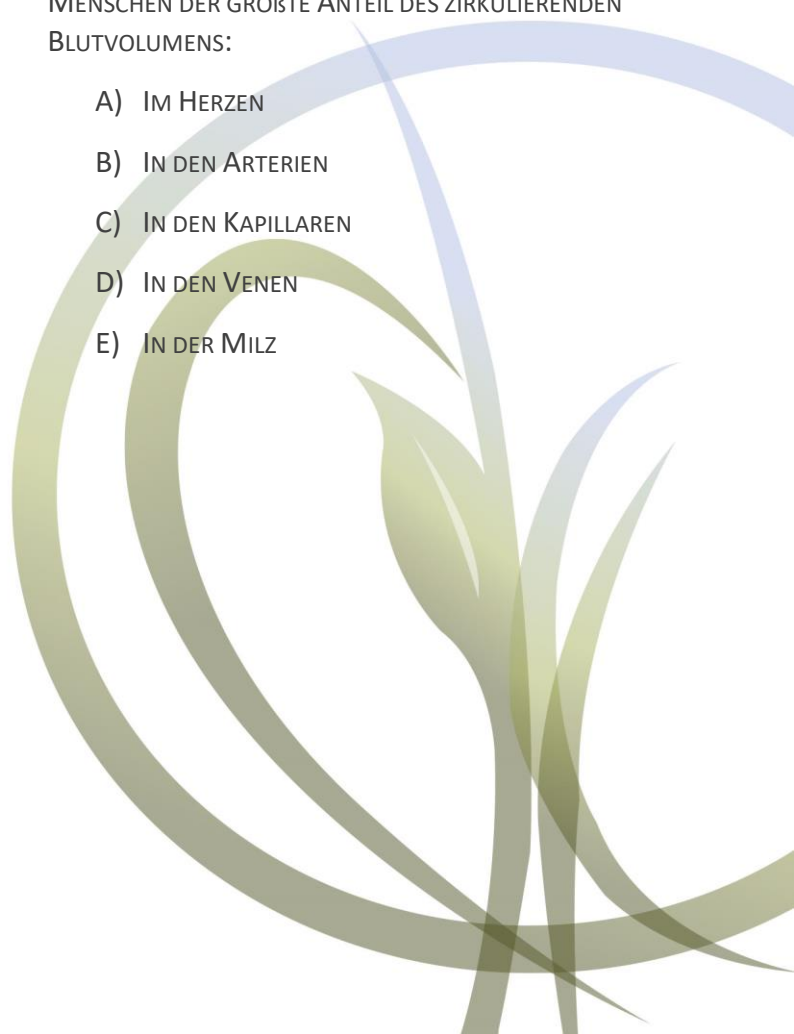 MENSCHEN DER GRÖßTE ANTEIL DES ZIRKULIERENDEN
BLUTVOLUMENS:
A) IM HERZEN
B) IN DEN ARTERIEN
C) IN DEN KAPILLAREN
D) IN DEN VENEN
E) IN DER MILZ